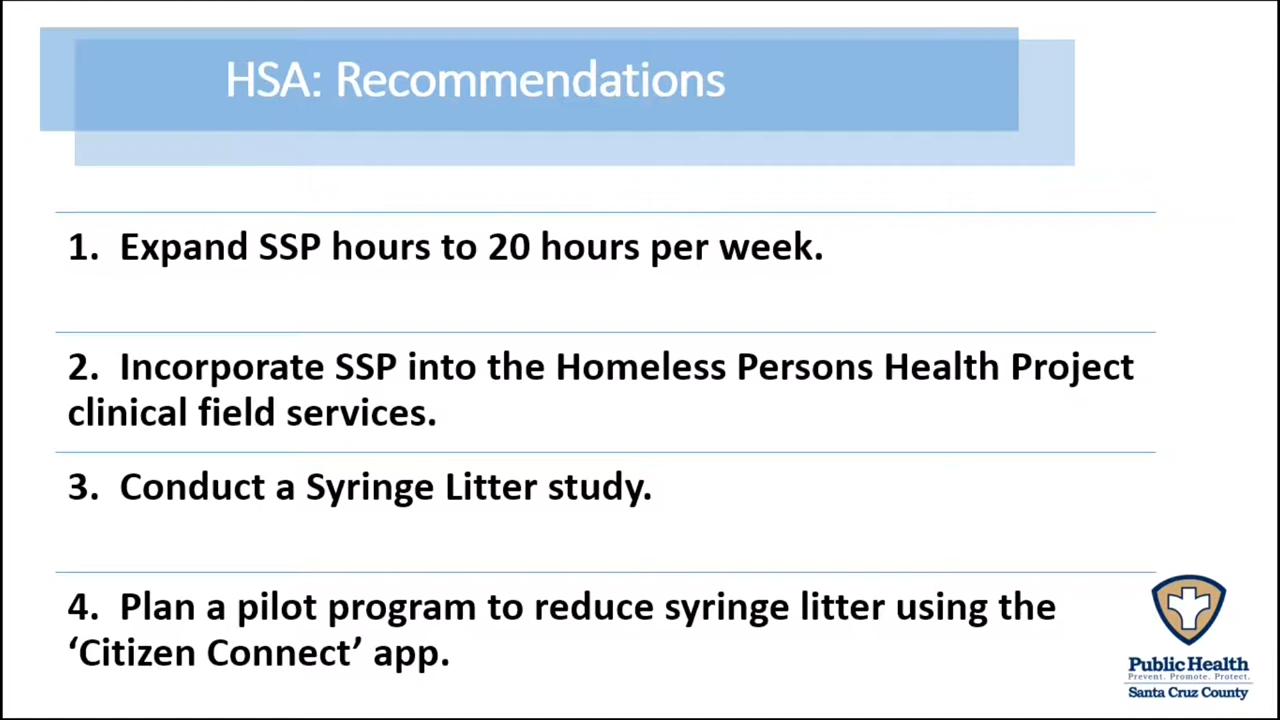 HSA: Recommendations
1. Expand SSP hours to 20 hours per week.
2. Incorporate SSP into the Homeless Persons Health Project
clinical field services.
3. Conduct a Syringe Litter study.
4. Plan a pilot program to reduce syringe litter using the
‘Citizen Connect’ app.
Public Health
Prevent. Promote. Protect.
Santa Cruz County